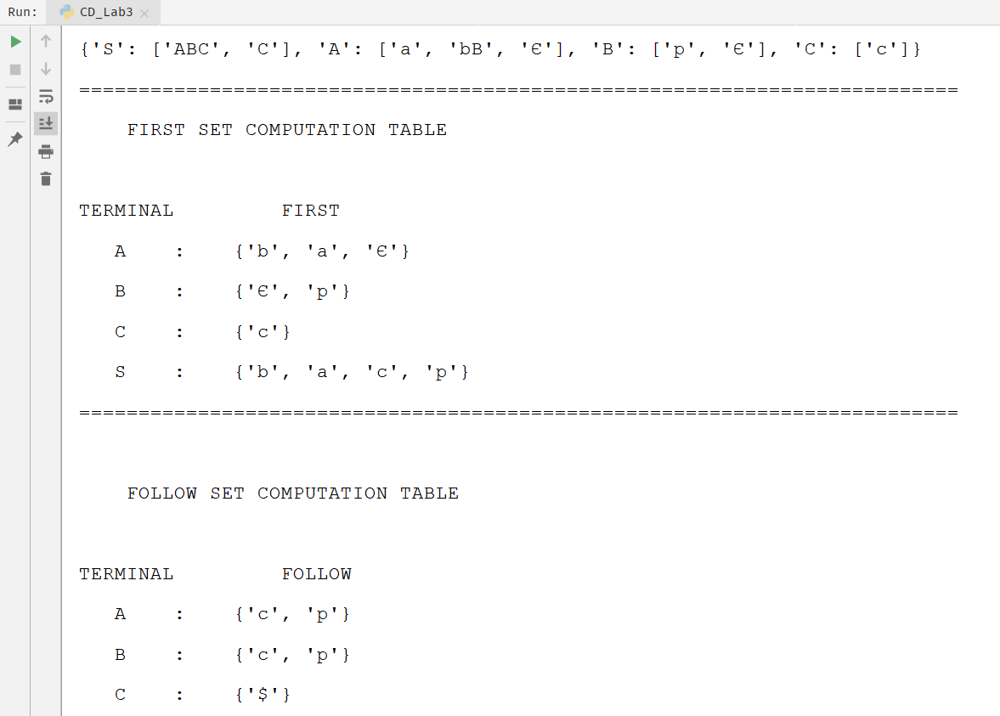 Run: CD_Lab3
{'S': ['ABC', 'C'], 'A': ['a', 'bB', 'Є'], 'B': ['p', 'Є'], 'C': ['c']}
==========================================================================
FIRST SET COMPUTATION TABLE
TERMINAL FIRST
A : {'b', 'a', 'Є'}
B : {'Є', 'p'}
C : {'c'}
S : {'b', 'a', 'c', 'p'}
==========================================================================
FOLLOW SET COMPUTATION TABLE
TERMINAL FOLLOW
A : {'c', 'p'}
B : {'c', 'p'}
C : {'$'}